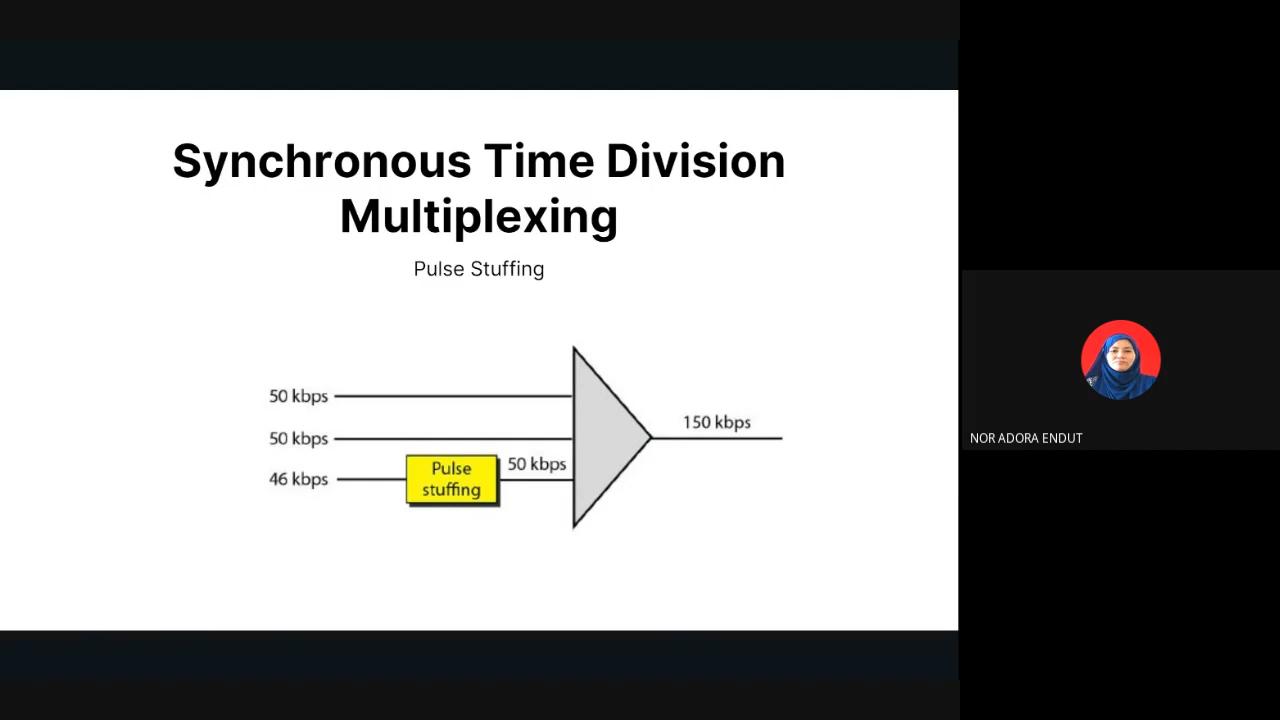 Synchronous Time Division
Multiplexing
Pulse Stuffing
50 kbps
150 kbps
50 kbps
Pulse
stuffing
50 kbps
46 kbps
NOR ADORA ENDUT